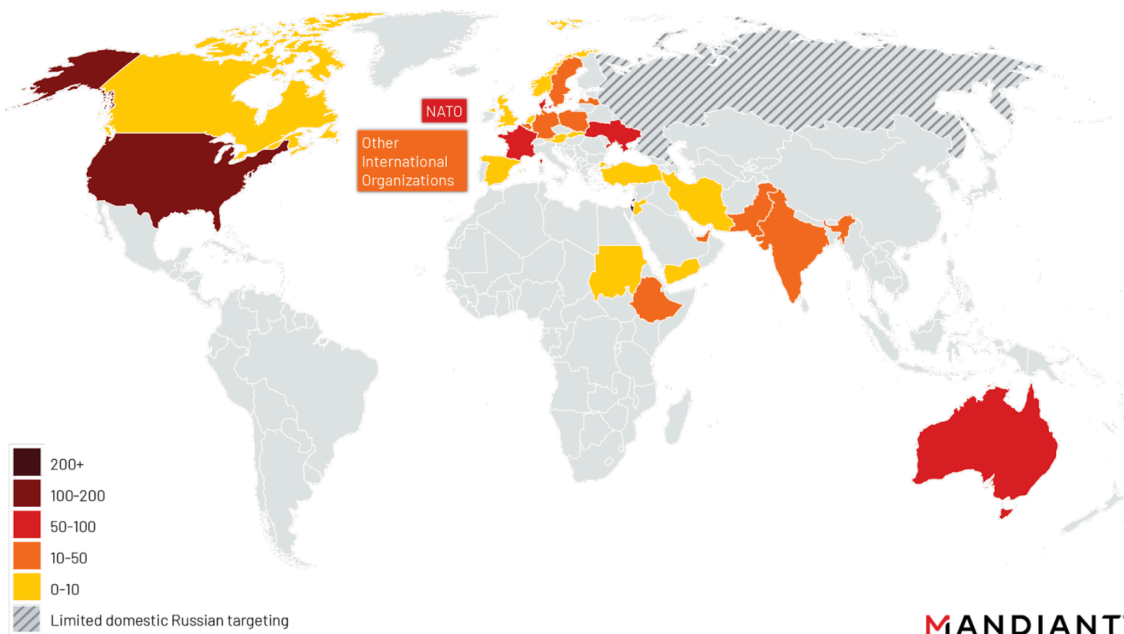 NATO
Other
International
Organizations
200+
100-200
50-100
10-50
0-10
Limited domestic Russian targeting
MANDIANT